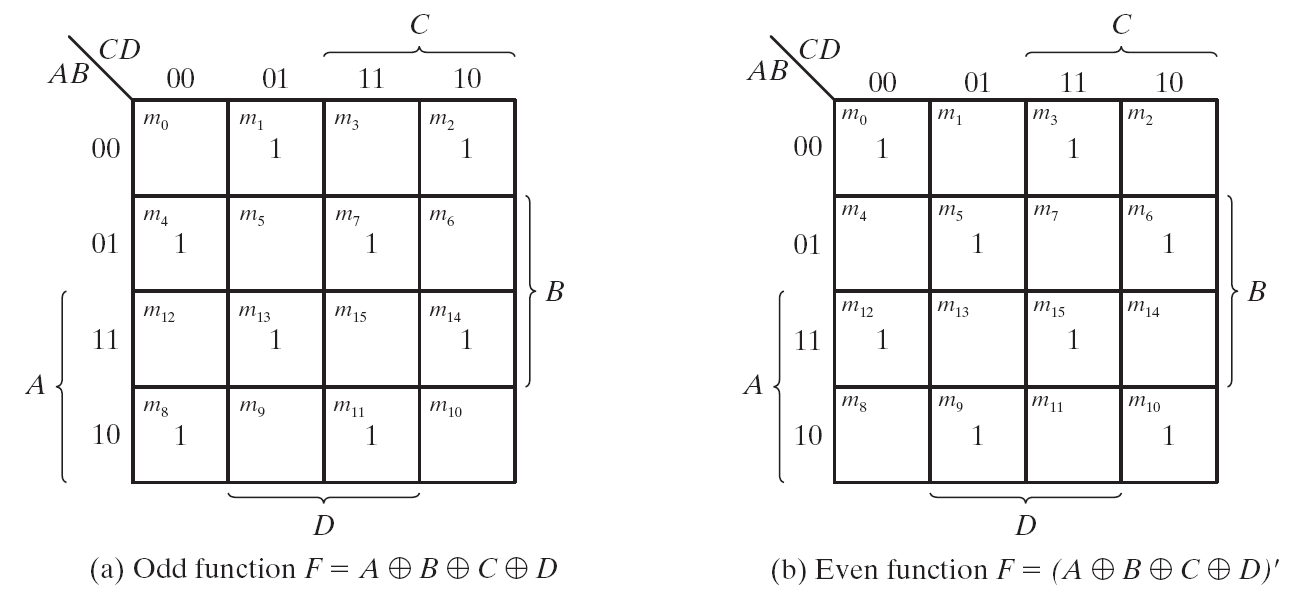 C
CD
AB
00 01 11 10
m0 m1 m3 m2
00 1 1
m4 m5 m7 m6
01 1 1
B
m12 m13 m15 m14
11 1 1
A
m8 m9 m11 m10
10 1 1
D
(a) Odd function F = A ⊕ B ⊕ C ⊕ D
C
CD
AB
00 01 11 10
m0 m1 m3 m2
00 1 1
m4 m5 m7 m6
01 1 1
B
m12 m13 m15 m14
11 1 1
A
m8 m9 m11 m10
10 1 1
D
(b) Even function F = (A ⊕ B ⊕ C ⊕ D)′